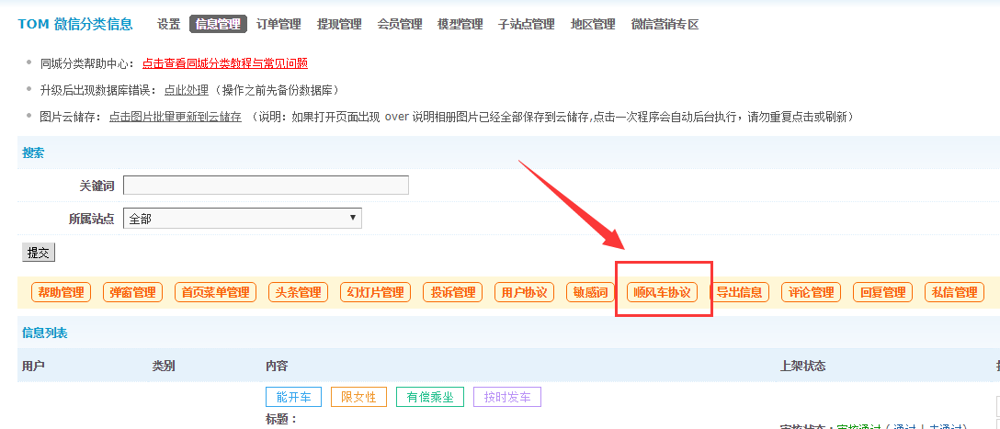 TOM 微信分类信息 设置 信息管理 订单管理 提现管理 会员管理 模型管理 子站点管理 地区管理 微信营销专区
同城分类帮助中心： 点击查看同城分类教程与常见问题
升级后出现数据库错误： 点此处理 （操作之前先备份数据库）
图片云储存： 点击图片批量更新到云储存 （说明：如果打开页面出现 over 说明相册图片已经全部保存到云储存,点击一次程序会自动后台执行，请勿重复点击或刷新）
搜索
关键词
所属站点 全部
提交
帮助管理 弹窗管理 首页菜单管理 头条管理 幻灯片管理 投诉管理 用户协议 敏感词 顺风车协议 导出信息 评论管理 回复管理 私信管理
信息列表
用户 类别 内容 上架状态
能开车 限女性 有偿乘坐 按时发车
标题：
审核状态：审核通过 ( 通过 | 未通过)